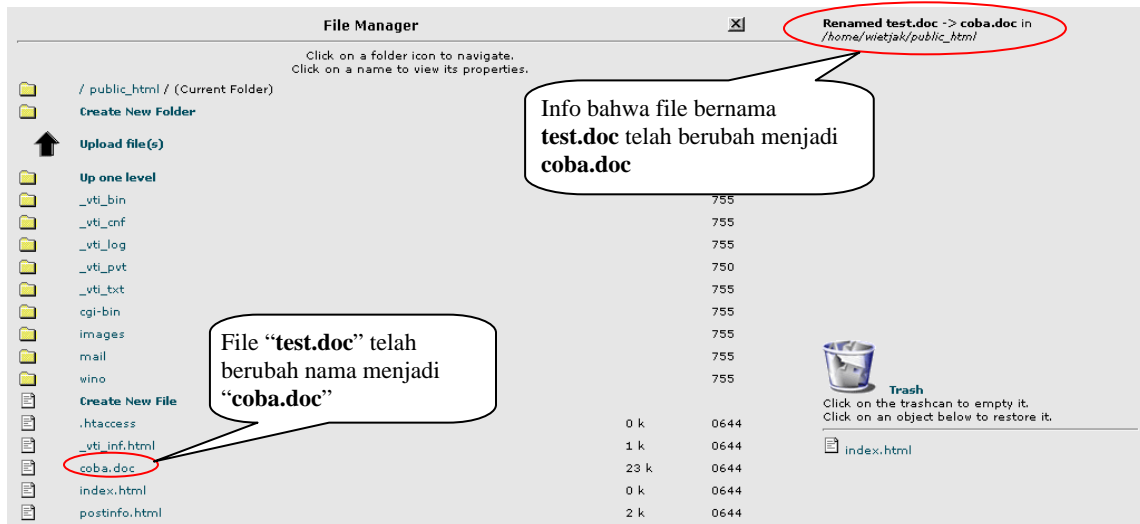 File Manager
Click on a folder icon to navigate.
Click on a name to view its properties.
/ public_html / (Current Folder)
Create New Folder
Upload file(s)
Up one level
_vti_bin 755
_vti_cnf 755
_vti_log 755
_vti_pvt 750
_vti_txt 755
cgi-bin 755
images 755
mail 755
wino 755
Create New File
.htaccess 0 k 0644
_vti_inf.html 1 k 0644
coba.doc 23 k 0644
index.html 0 k 0644
postinfo.html 2 k 0644
Renamed test.doc -> coba.doc in
/home/wietjak/public_html
Info bahwa file bernama
test.doc telah berubah menjadi
coba.doc
File “test.doc” telah
berubah nama menjadi
“coba.doc”
Trash
Click on the trashcan to empty it.
Click on an object below to restore it.
index.html